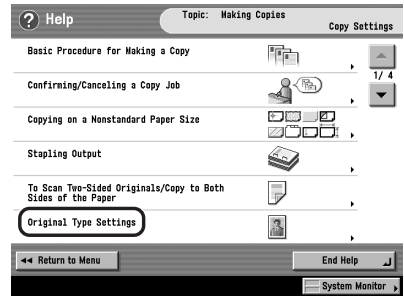 ? Help
Topic: Making Copies
Copy Settings
Basic Procedure for Making a Copy
1/ 4
Confirming/Canceling a Copy Job
Copying on a Nonstandard Paper Size
Stapling Output
To Scan Two-Sided Originals/Copy to Both
Sides of the Paper
Original Type Settings
◄◄ Return to Menu
End Help
System Monitor